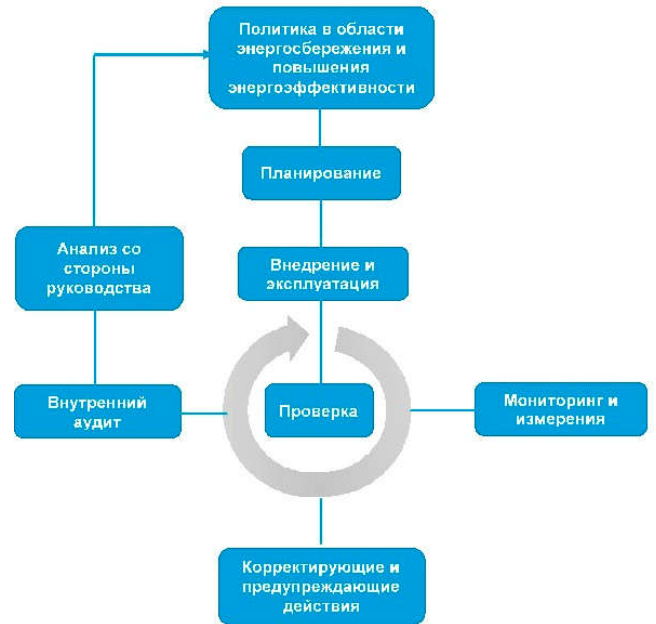 Политика в области
энергосбережения и
повышения
энергоэффективности
Планирование
Анализ со
стороны
руководства
Внедрение и
эксплуатация
Внутренний
аудит
Проверка
Мониторинг и
измерения
Корректирующие и
предупреждающие
действия